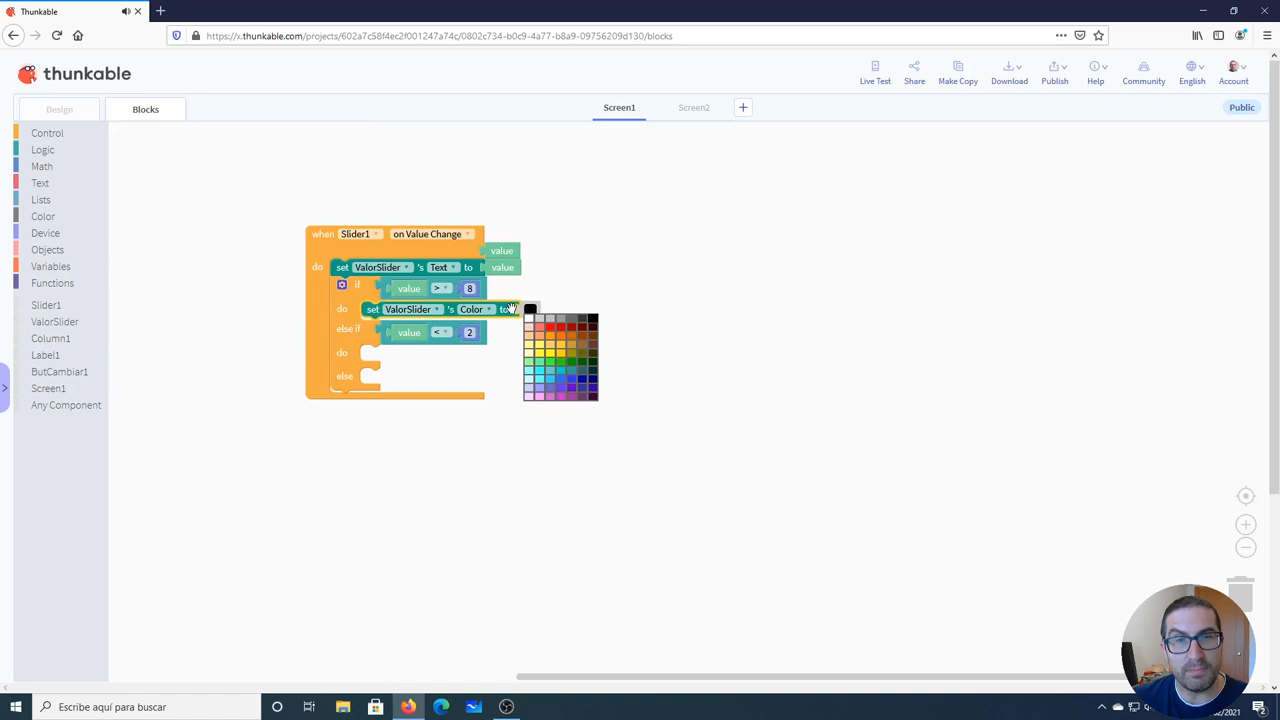 Thunkable
https://x.thunkable.com/projects/602a7c58f4ec2f001247a74c/0802c734-b0c9-4a77-b8a9-09756209d130/blocks
thunkable
Live Test
Share
Make Copy
Download
Publish
Help
Community
English
Account
Design
Blocks
Screen1
Screen2
Public
Control
Logic
Math
Text
Lists
Color
Device
Objects
Variables
Functions
Slider1
ValorSlider
Column1
Label1
ButCambiar1
Screen1
Any Component
when Slider1 on Value Change
value
do set ValorSlider 's Text to value
if value > 8
do set ValorSlider 's Color to
else if value < 2
do
else
Escribe aquí para buscar
/02/2021
2